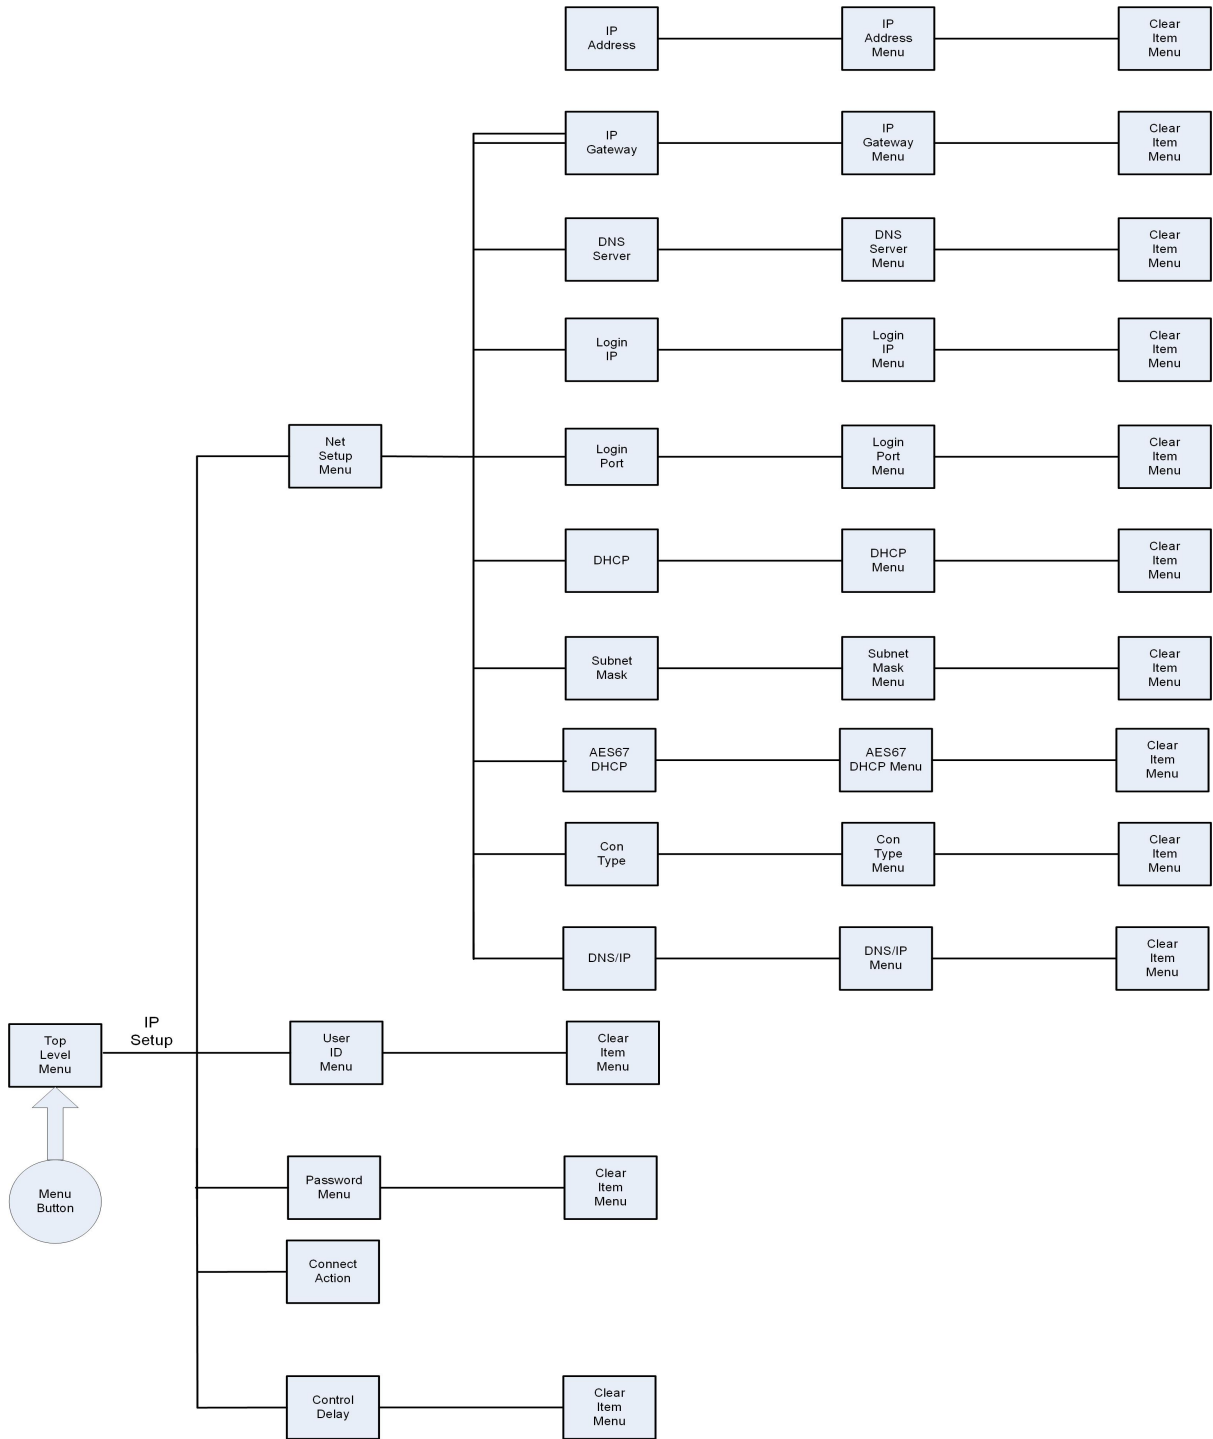 IP
Address
IP
Address
Menu
Clear
Item
Menu
IP
Gateway
IP
Gateway
Menu
Clear
Item
Menu
DNS
Server
DNS
Server
Menu
Clear
Item
Menu
Login
IP
Login
IP
Menu
Clear
Item
Menu
Net
Setup
Menu
Login
Port
Login
Port
Menu
Clear
Item
Menu
DHCP
DHCP
Menu
Clear
Item
Menu
Subnet
Mask
Subnet
Mask
Menu
Clear
Item
Menu
AES67
DHCP
AES67
DHCP Menu
Clear
Item
Menu
Con
Type
Con
Type
Menu
Clear
Item
Menu
DNS/IP
DNS/IP
Menu
Clear
Item
Menu
Top
Level
Menu
IP
Setup
User
ID
Menu
Clear
Item
Menu
Menu
Button
Password
Menu
Clear
Item
Menu
Connect
Action
Control
Delay
Clear
Item
Menu